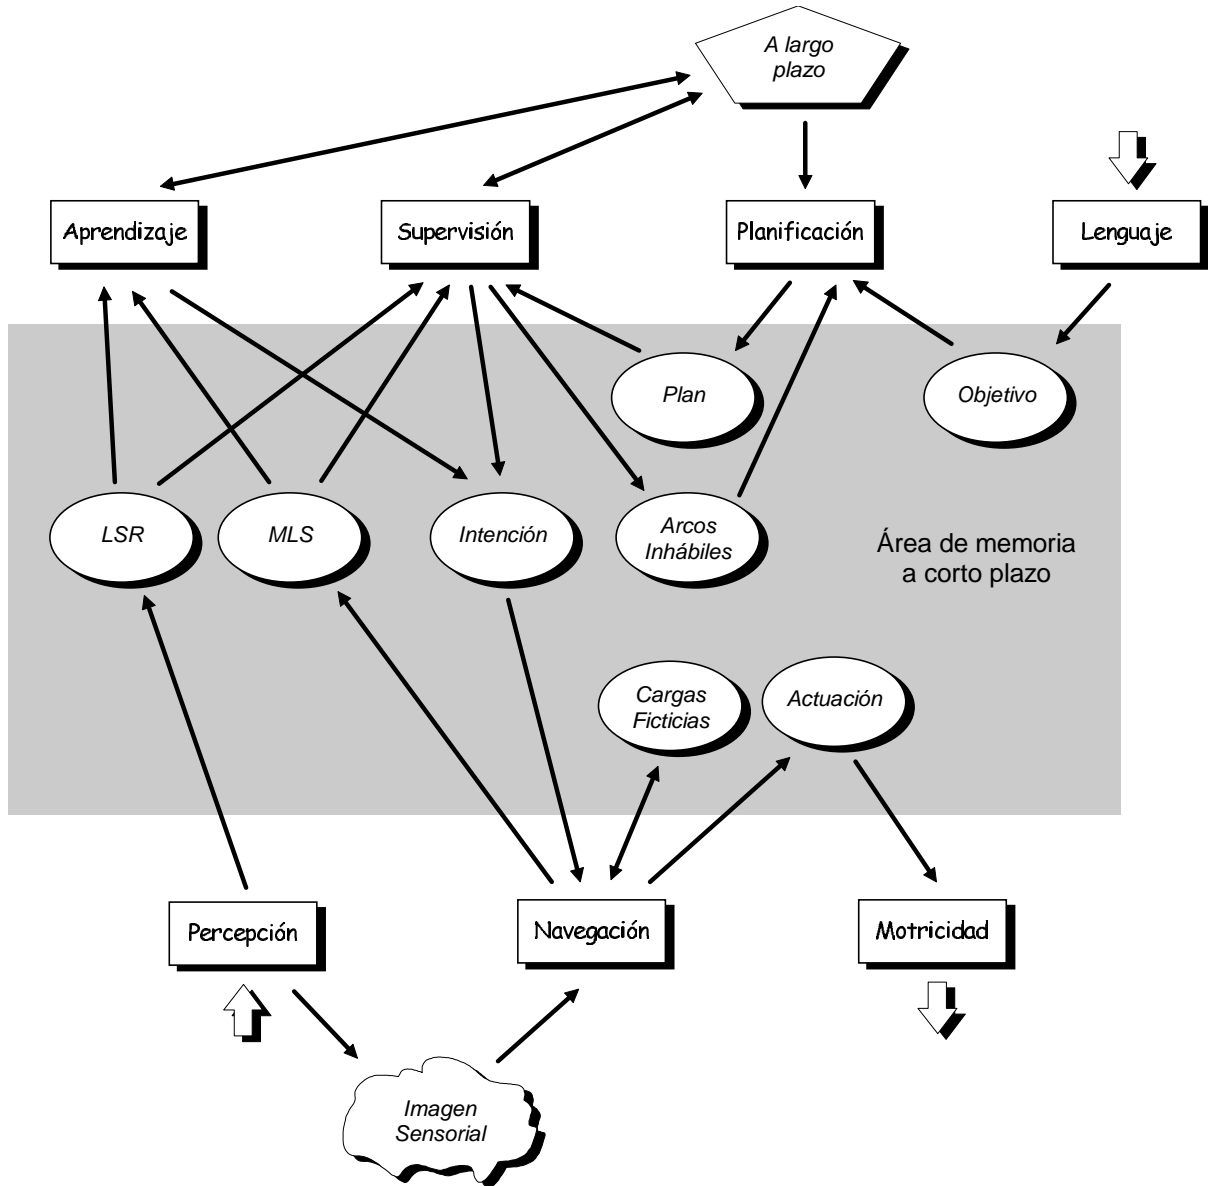 A largo
plazo
Aprendizaje
Supervisión
Planificación
Lenguaje
Plan
Objetivo
LSR
MLS
Intención
Arcos
Inhábiles
Área de memoria
a corto plazo
Cargas
Ficticias
Actuación
Percepción
Navegación
Motricidad
Imagen
Sensorial